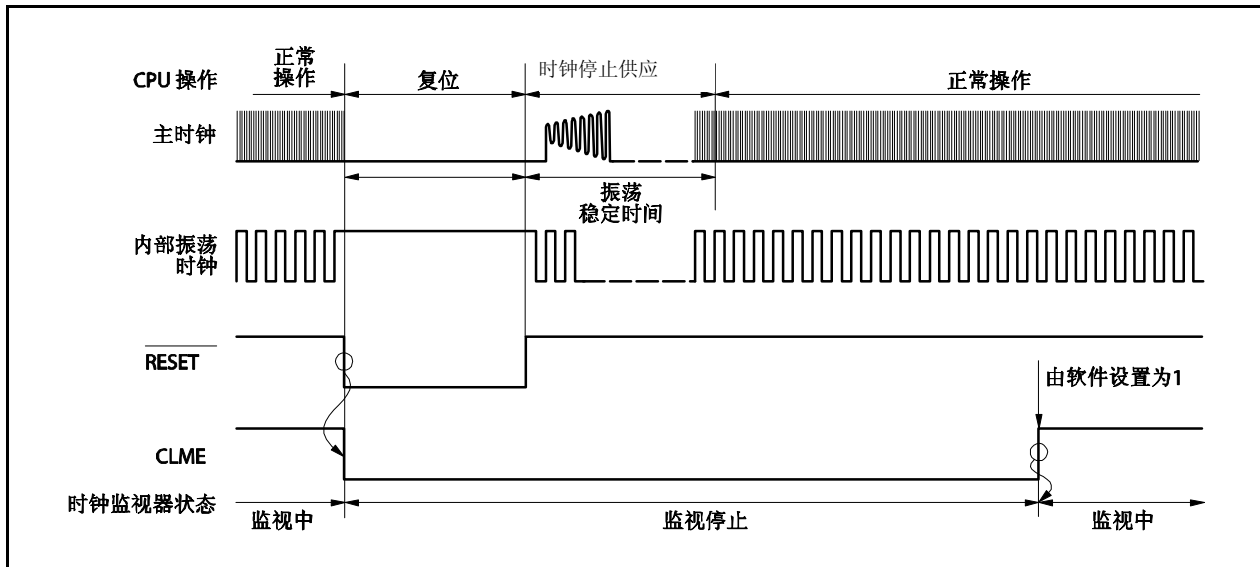 正常
操作
CPU 操作
复位
时钟停止供应
正常操作
主时钟
振荡
稳定时间
内部振荡
时钟
RESET
由软件设置为1
CLME
时钟监视器状态
监视中
监视停止
监视中